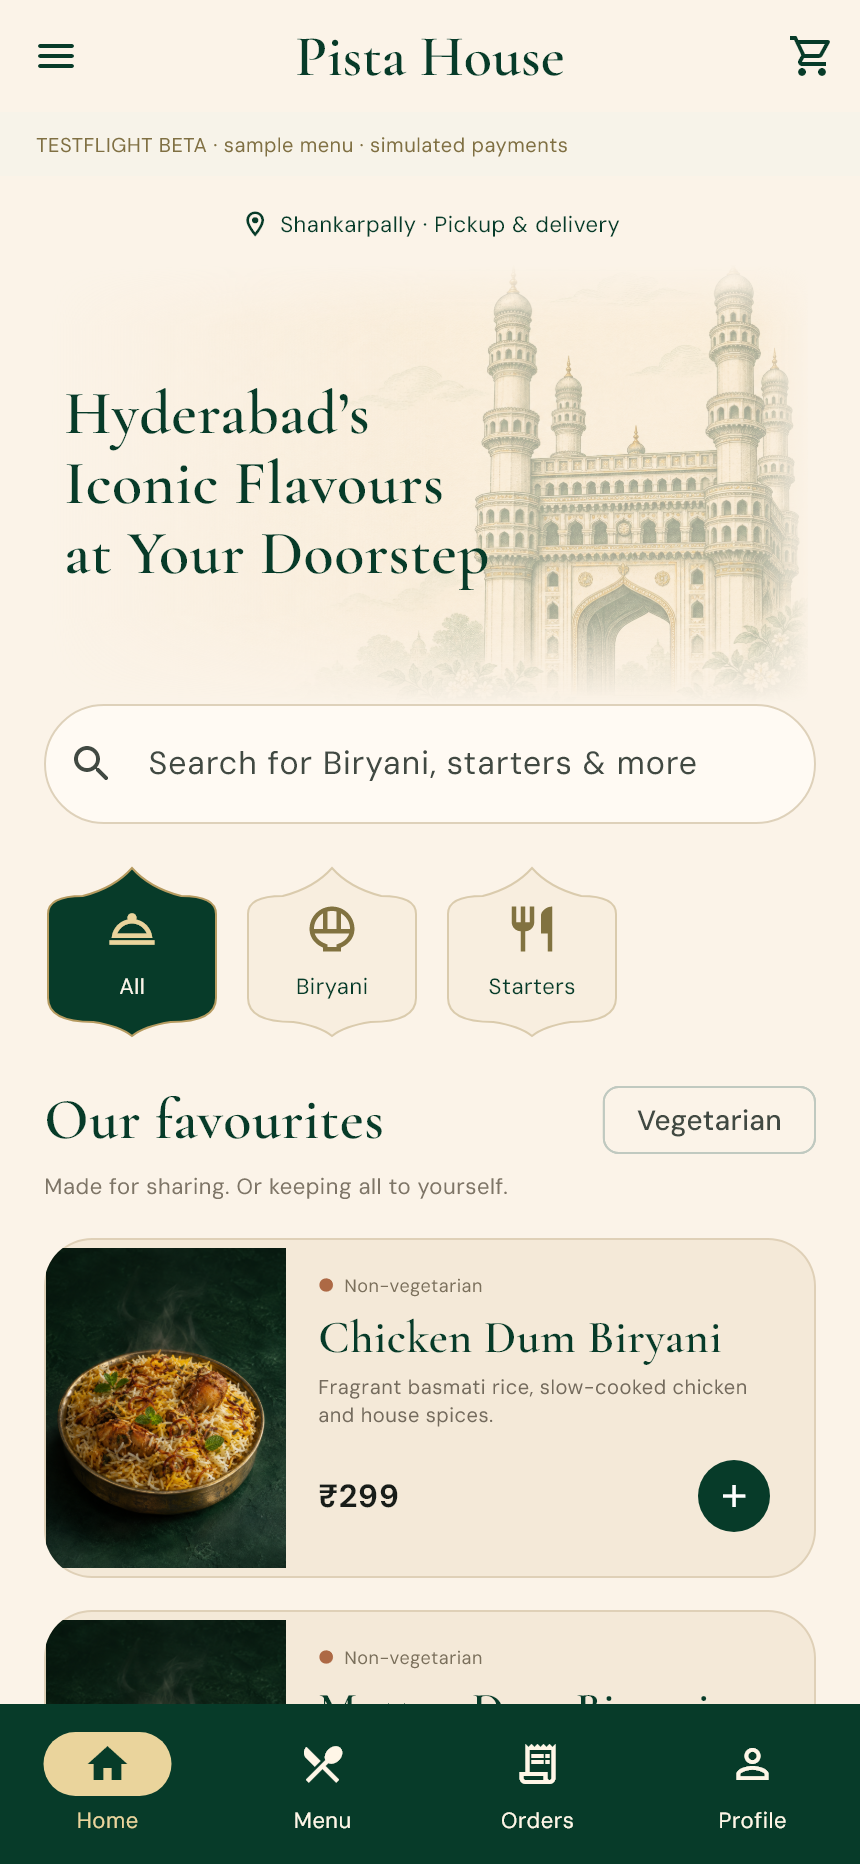 Pista House
TESTFLIGHT BETA · sample menu · simulated payments
Shankarpally · Pickup & delivery
Hyderabad’s
Iconic Flavours
at Your Doorstep
Search for Biryani, starters & more
All
Biryani
Starters
Our favourites
Vegetarian
Made for sharing. Or keeping all to yourself.
Non-vegetarian
Chicken Dum Biryani
Fragrant basmati rice, slow-cooked chicken
and house spices.
₹299
Non-vegetarian
Home
Menu
Orders
Profile